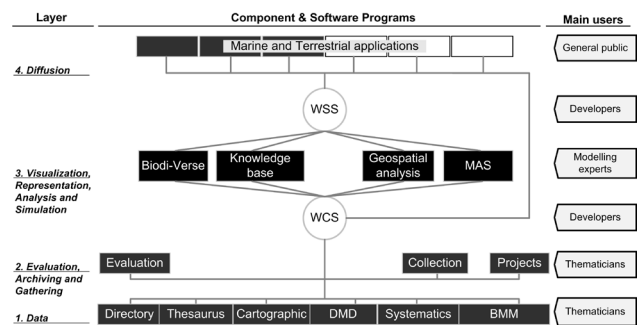 Layer
Component & Software Programs
Main users
Marine and Terrestrial applications
General public
4. Diffusion
WSS
Developers
Biodi-Verse
Knowledge
base
Geospatial
analysis
MAS
Modelling
experts
3. Visualization,
Representation,
Analysis and
Simulation
WCS
Developers
Evaluation
Collection
Projects
Thematicians
2. Evaluation,
Archiving and
Gathering
1. Data
Directory
Thesaurus
Cartographic
DMD
Systematics
BMM
Thematicians